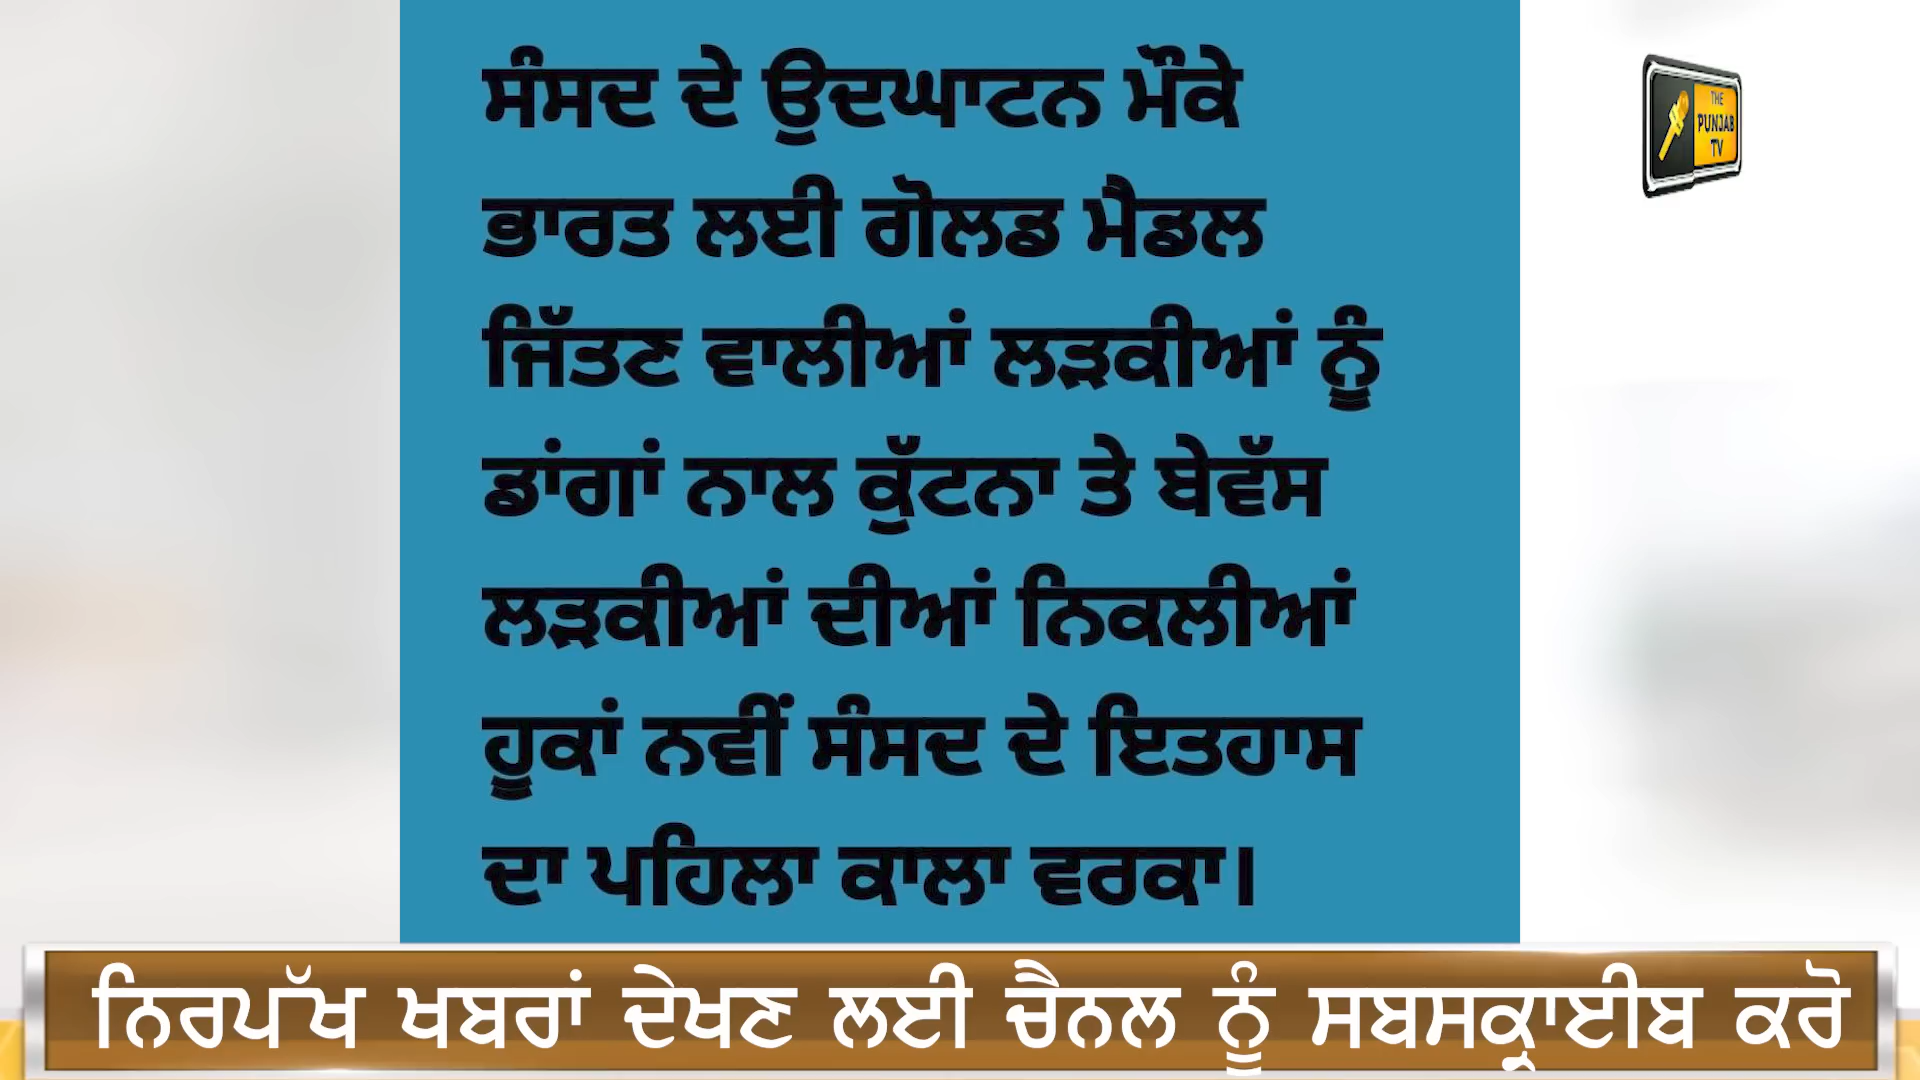 ਸੰਸਦ ਦੇ ਉਦਘਾਟਨ ਮੌਕੇ
ਭਾਰਤ ਲਈ ਗੋਲਡ ਮੈਡਲ
ਜਿੱਤਣ ਵਾਲੀਆਂ ਲੜਕੀਆਂ ਨੂੰ
ਡਾਂਗਾਂ ਨਾਲ ਕੁੱਟਨਾ ਤੇ ਬੇਵੱਸ
ਲੜਕੀਆਂ ਦੀਆਂ ਨਿਕਲੀਆਂ
ਹੂਕਾਂ ਨਵੀਂ ਸੰਸਦ ਦੇ ਇਤਹਾਸ
ਦਾ ਪਹਿਲਾ ਕਾਲਾ ਵਰਕਾ।
THE
PUNJAB
TV
ਨਿਰਪੱਖ ਖਬਰਾਂ ਦੇਖਣ ਲਈ ਚੈਨਲ ਨੂੰ ਸਬਸਕ੍ਰਾਈਬ ਕਰੋ